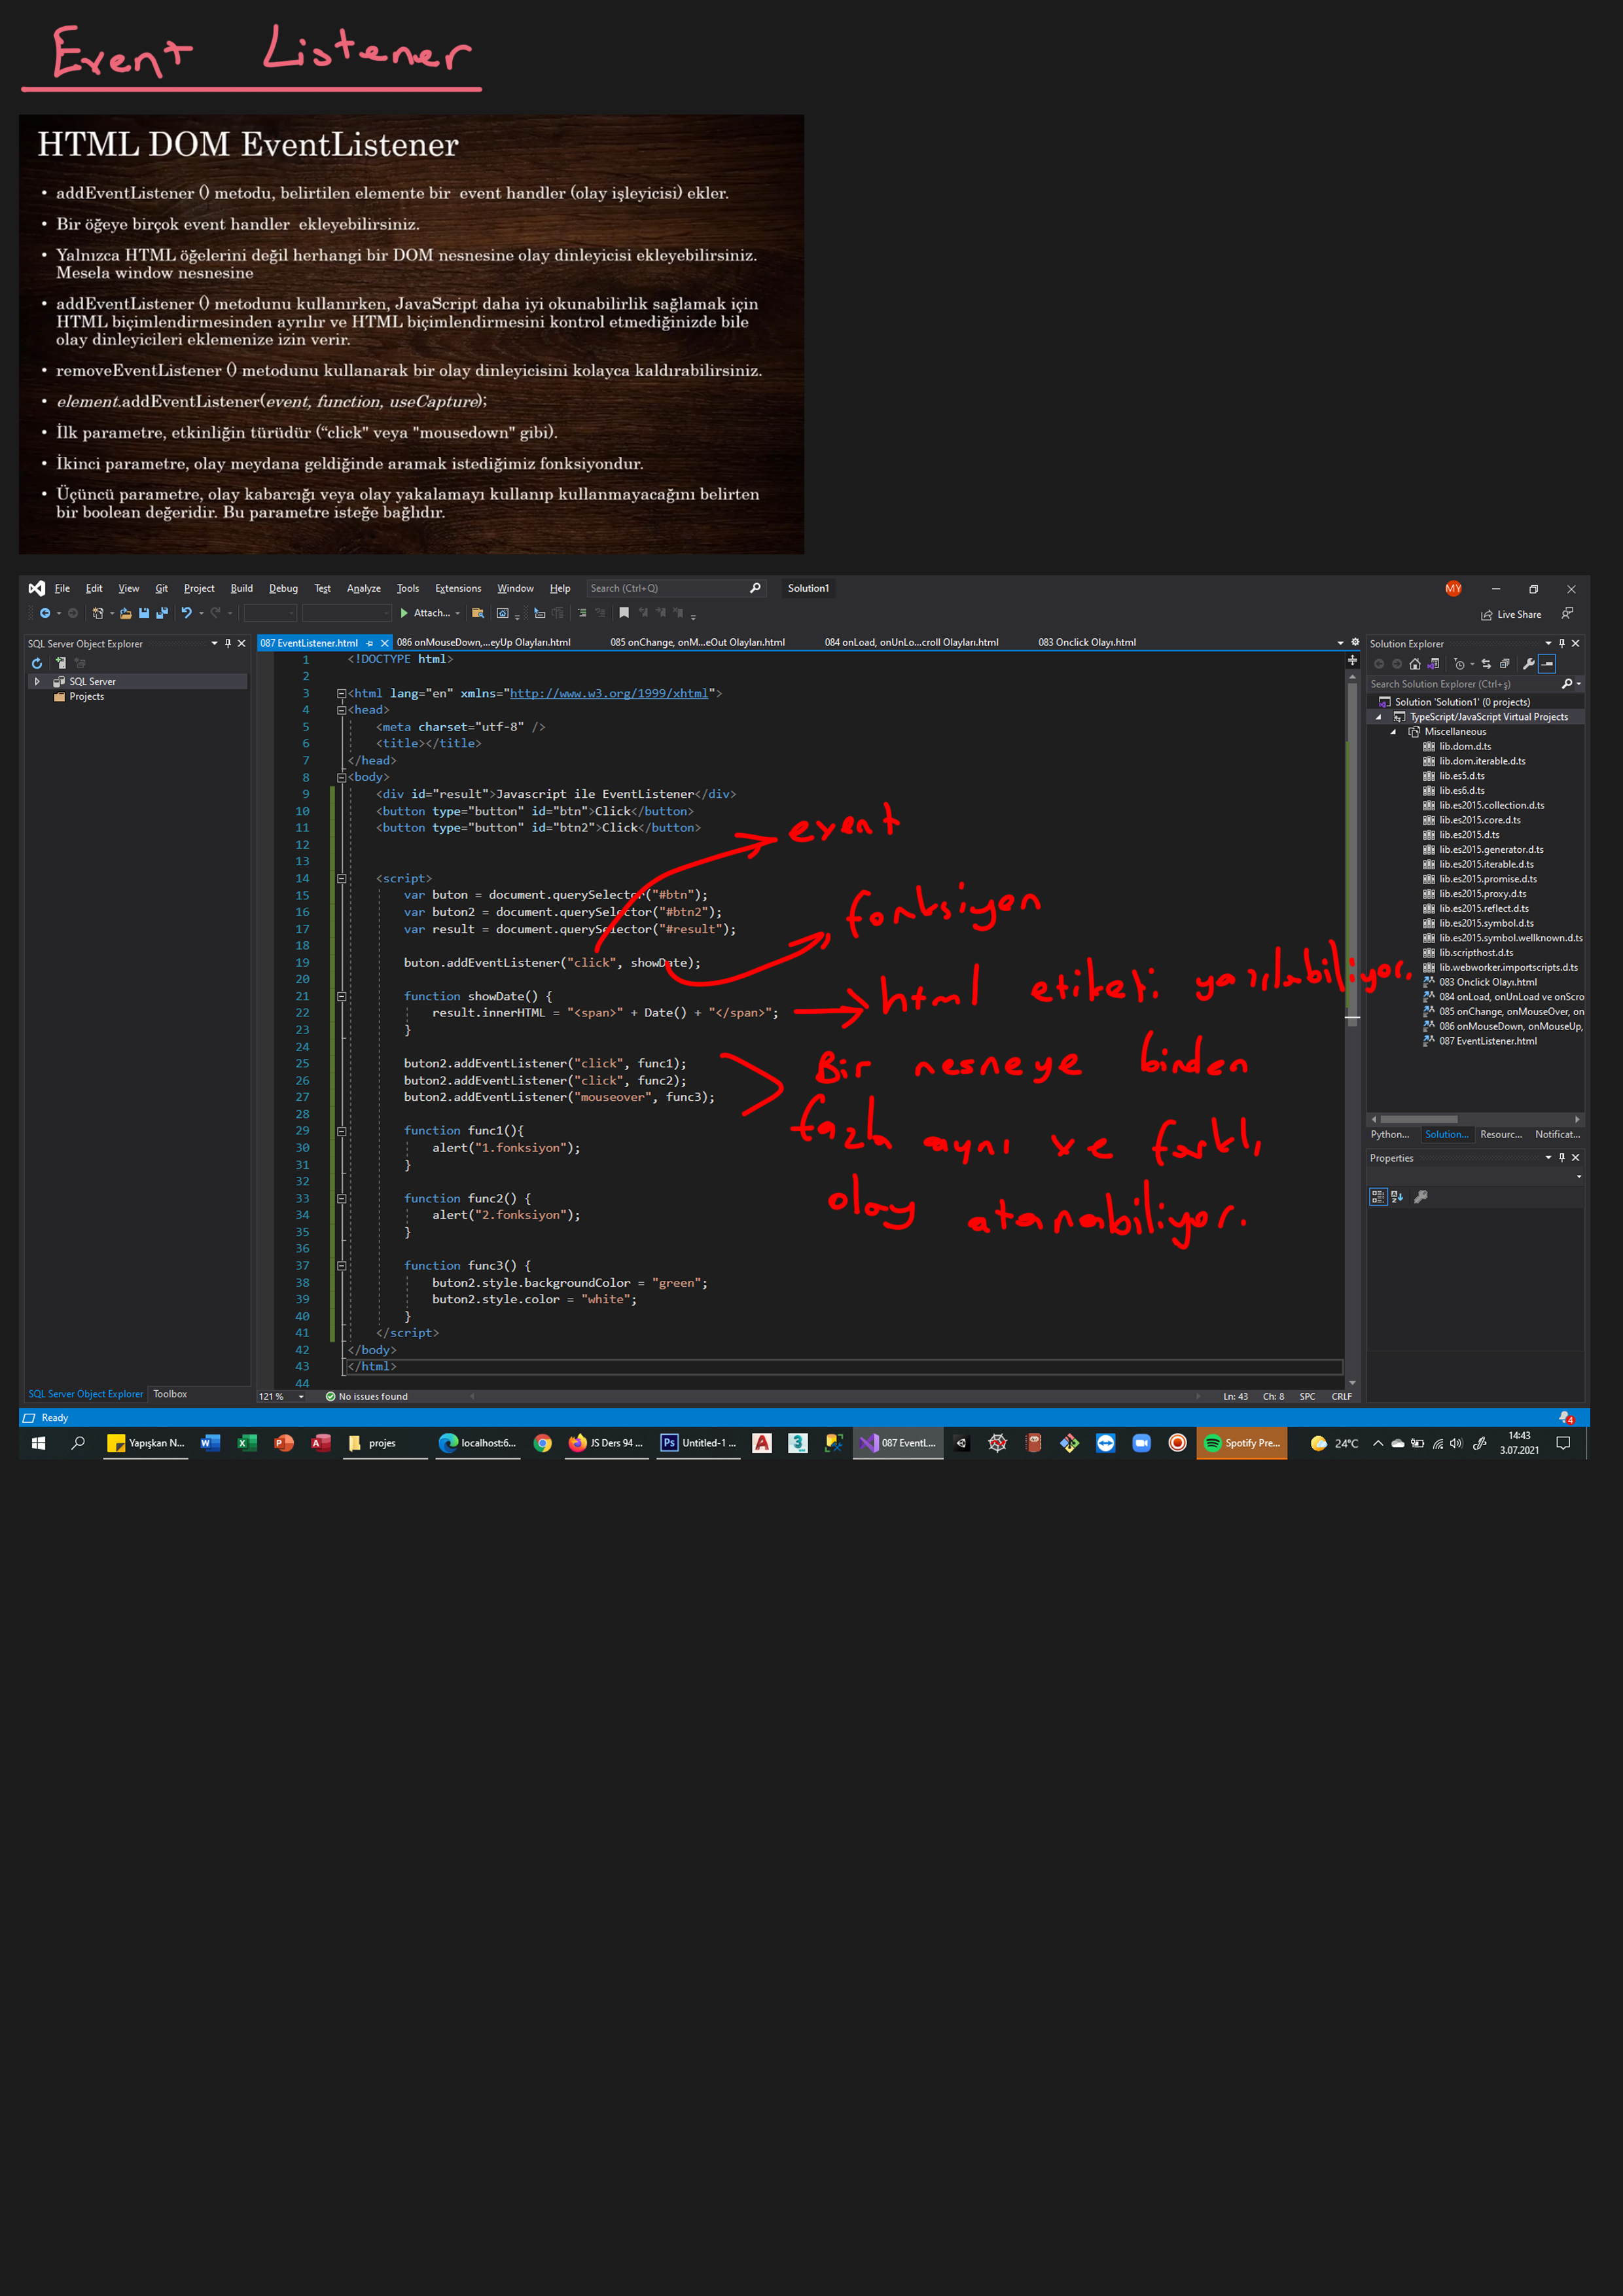 Event Listener
HTML DOM EventListener
• addEventListener () metodu, belirtilen elemente bir event handler (olay işleyicisi) ekler.
• Bir öğeye birçok event handler ekleyebilirsiniz.
• Yalnızca HTML öğelerini değil herhangi bir DOM nesnesine olay dinleyicisi ekleyebilirsiniz.
Mesela window nesnesine
• addEventListener () metodunu kullanırken, JavaScript daha iyi okunabilirlik sağlamak için
HTML biçimlendirmesinden ayrılır ve HTML biçimlendirmesini kontrol etmediğinizde bile
olay dinleyicileri eklemenize izin verir.
• removeEventListener () metodunu kullanarak bir olay dinleyicisini kolayca kaldırabilirsiniz.
• element.addEventListener(event, function, useCapture);
• İlk parametre, etkinliğin türüdür (“click" veya "mousedown" gibi).
• İkinci parametre, olay meydana geldiğinde aramak istediğimiz fonksiyondur.
• Üçüncü parametre, olay kabarcığı veya olay yakalamayı kullanıp kullanmayacağını belirten
bir boolean değeridir. Bu parametre isteğe bağlıdır.
File Edit View Git Project Build Debug Test Analyze Tools Extensions Window Help Search (Ctrl+Q) Solution1 MY
Attach... Live Share
SQL Server Object Explorer
SQL Server
Projects
087 EventListener.html 086 onMouseDown,...eyUp Olayları.html 085 onChange, onM...eOut Olayları.html 084 onLoad, onUnLo...croll Olayları.html 083 Onclick Olayı.html
1 <!DOCTYPE html>
2
3 <html lang="en" xmlns="http://www.w3.org/1999/xhtml">
4 <head>
5 <meta charset="utf-8" />
6 <title></title>
7 </head>
8 <body>
9 <div id="result">Javascript ile EventListener</div>
10 <button type="button" id="btn">Click</button>
11 <button type="button" id="btn2">Click</button>
12
13
14 <script>
15 var buton = document.querySelector("#btn");
16 var buton2 = document.querySelector("#btn2");
17 var result = document.querySelector("#result");
18
19 buton.addEventListener("click", showDate);
20
21 function showDate() {
22 result.innerHTML = "<span>" + Date() + "</span>";
23 }
24
25 buton2.addEventListener("click", func1);
26 buton2.addEventListener("click", func2);
27 buton2.addEventListener("mouseover", func3);
28
29 function func1(){
30 alert("1.fonksiyon");
31 }
32
33 function func2() {
34 alert("2.fonksiyon");
35 }
36
37 function func3() {
38 buton2.style.backgroundColor = "green";
39 buton2.style.color = "white";
40 }
41 </script>
42 </body>
43 </html>
44
event
fonksiyon
html etiketi yazılabiliyor.
Bir nesneye birden
fazla aynı ve farklı
olay atanabiliyor.
Solution Explorer
Search Solution Explorer (Ctrl+ş)
Solution 'Solution1' (0 projects)
TypeScript/JavaScript Virtual Projects
Miscellaneous
lib.dom.d.ts
lib.dom.iterable.d.ts
lib.es5.d.ts
lib.es6.d.ts
lib.es2015.collection.d.ts
lib.es2015.core.d.ts
lib.es2015.d.ts
lib.es2015.generator.d.ts
lib.es2015.iterable.d.ts
lib.es2015.promise.d.ts
lib.es2015.proxy.d.ts
lib.es2015.reflect.d.ts
lib.es2015.symbol.d.ts
lib.es2015.symbol.wellknown.d.ts
lib.scripthost.d.ts
lib.webworker.importscripts.d.ts
083 Onclick Olayı.html
084 onLoad, onUnLoad ve onScro
085 onChange, onMouseOver, on
086 onMouseDown, onMouseUp,
087 EventListener.html
Python... Solution... Resourc... Notificat...
Properties
SQL Server Object Explorer Toolbox
121 % No issues found Ln: 43 Ch: 8 SPC CRLF
Ready 4
Yapışkan N... projes localhost:6... JS Ders 94 ... Untitled-1 ... 087 EventL... Spotify Pre... 24°C 14:43
3.07.2021